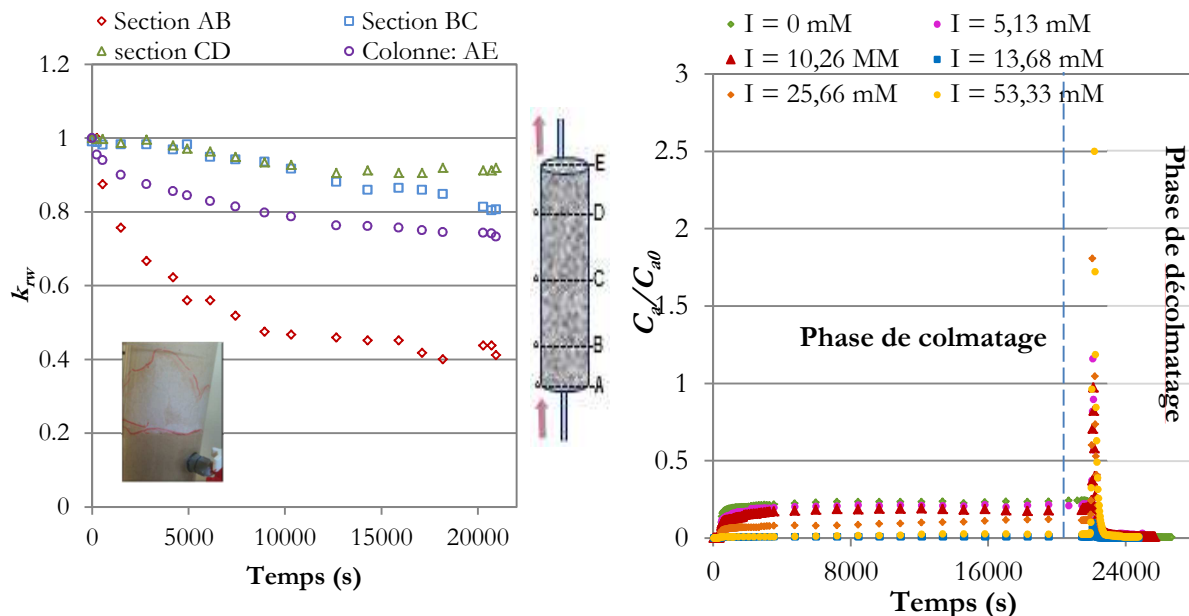 Section AB
Section BC
section CD
Colonne: AE
1.2
1
0.8
0.6
0.4
0.2
0
0
5000
10000
15000
20000
k_rw
Temps (s)
E
D
C
B
A
I = 0 mM
I = 5,13 mM
I = 10,26 MM
I = 13,68 mM
I = 25,66 mM
I = 53,33 mM
3
2.5
2
1.5
1
0.5
0
0
8000
16000
24000
C_a/C_a0
Temps (s)
Phase de colmatage
Phase de décolmatage